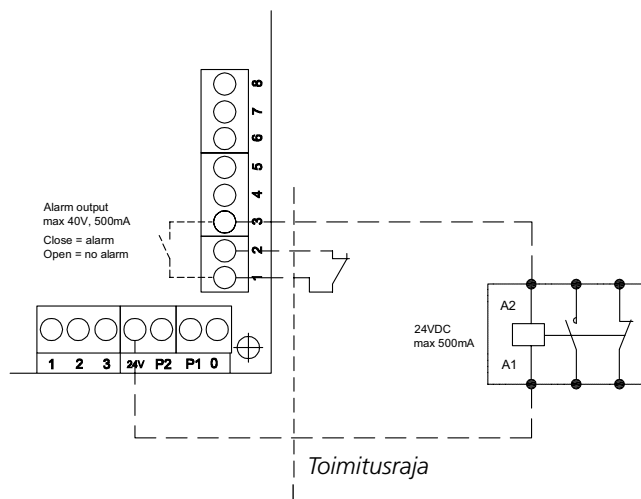 8
7
6
5
4
3
2
1
Alarm output
max 40V, 500mA
Close = alarm
Open = no alarm
1 2 3 24V P2 P1 0
24VDC
max 500mA
A2
A1
Toimitusraja